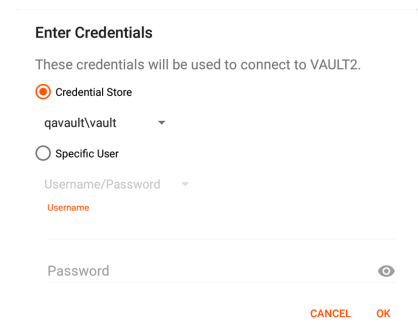 Enter Credentials
These credentials will be used to connect to VAULT2.
Credential Store
qavault\vault
Specific User
Username/Password
Username
Password
CANCEL OK